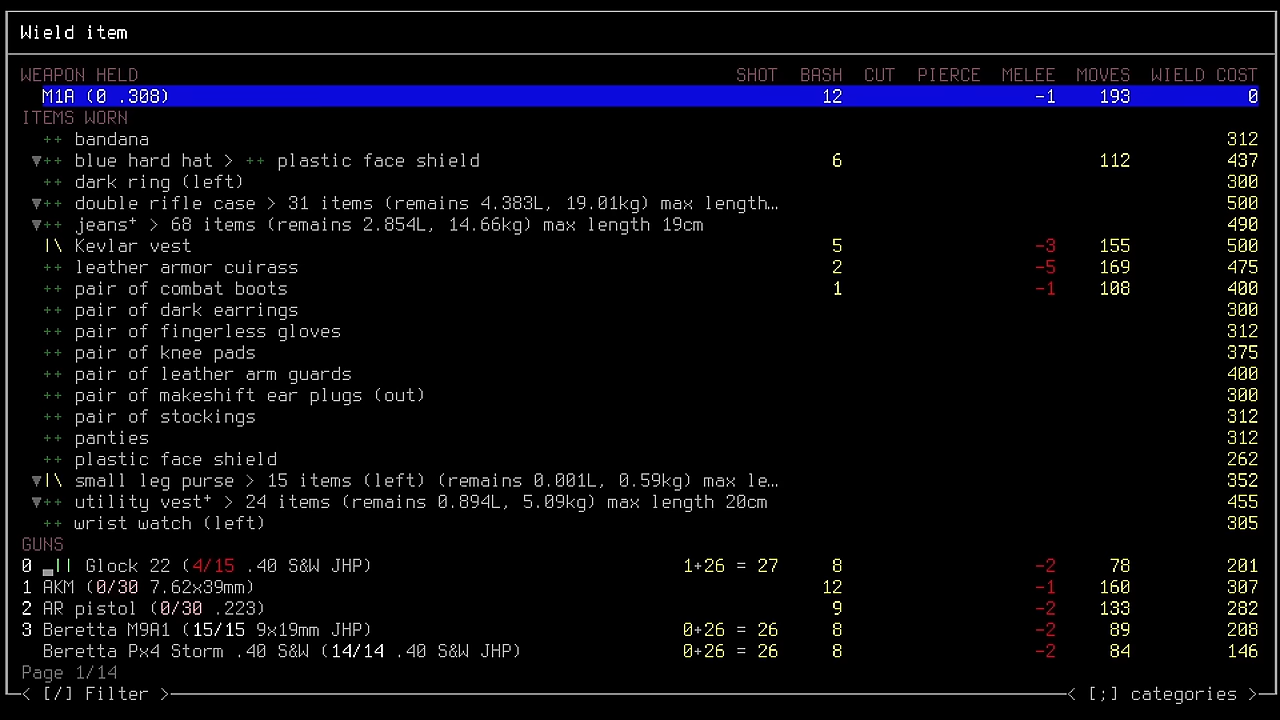 Wield item
WEAPON HELD SHOT BASH CUT PIERCE MELEE MOVES WIELD COST
M1A (0 .308) 12 -1 193 0
ITEMS WORN
++ bandana 312
▼++ blue hard hat > ++ plastic face shield 6 112 437
++ dark ring (left) 300
▼++ double rifle case > 31 items (remains 4.383L, 19.01kg) max length… 500
▼++ jeans* > 68 items (remains 2.854L, 14.66kg) max length 19cm 490
|\ Kevlar vest 5 -3 155 500
++ leather armor cuirass 2 -5 169 475
++ pair of combat boots 1 -1 108 400
++ pair of dark earrings 300
++ pair of fingerless gloves 312
++ pair of knee pads 375
++ pair of leather arm guards 400
++ pair of makeshift ear plugs (out) 300
++ pair of stockings 312
++ panties 312
++ plastic face shield 262
▼|\ small leg purse > 15 items (left) (remains 0.001L, 0.59kg) max le… 352
▼++ utility vest* > 24 items (remains 0.894L, 5.09kg) max length 20cm 455
++ wrist watch (left) 305
GUNS
0 || Glock 22 (4/15 .40 S&W JHP) 1+26 = 27 8 -2 78 201
1 AKM (0/30 7.62x39mm) 12 -1 160 307
2 AR pistol (0/30 .223) 9 -2 133 282
3 Beretta M9A1 (15/15 9x19mm JHP) 0+26 = 26 8 -2 89 208
Beretta Px4 Storm .40 S&W (14/14 .40 S&W JHP) 0+26 = 26 8 -2 84 146
Page 1/14
< [/] Filter > < [;] categories >